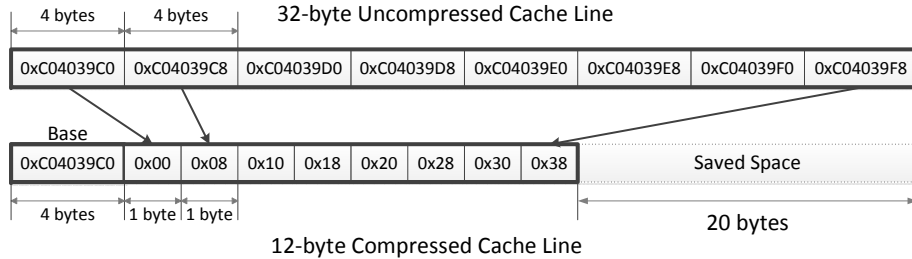 32-byte Uncompressed Cache Line
4 bytes 4 bytes
0xC04039C0 0xC04039C8 0xC04039D0 0xC04039D8 0xC04039E0 0xC04039E8 0xC04039F0 0xC04039F8
Base
0xC04039C0 0x00 0x08 0x10 0x18 0x20 0x28 0x30 0x38 Saved Space
4 bytes 1 byte 1 byte 20 bytes
12-byte Compressed Cache Line